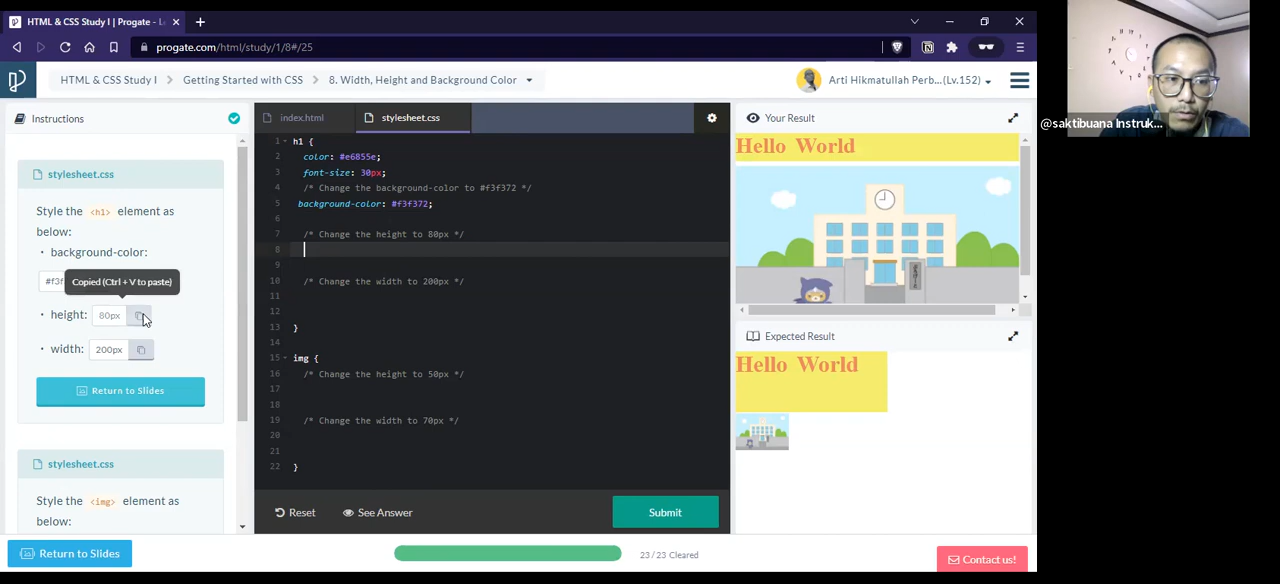 HTML & CSS Study I | Progate - Le
progate.com/html/study/1/8#/25
HTML & CSS Study I
Getting Started with CSS
8. Width, Height and Background Color
Arti Hikmatullah Perb...(Lv.152)
@saktibuana Instruk...
Instructions
index.html
stylesheet.css
Your Result
stylesheet.css
Style the <h1> element as
below:
• background-color:
#f3f
Copied (Ctrl + V to paste)
• height: 80px
• width: 200px
Return to Slides
stylesheet.css
Style the <img> element as
below:
1 h1 {
2 color: #e6855e;
3 font-size: 30px;
4 /* Change the background-color to #f3f372 */
5 background-color: #f3f372;
6
7 /* Change the height to 80px */
8
9
10 /* Change the width to 200px */
11
12
13 }
14
15 img {
16 /* Change the height to 50px */
17
18
19 /* Change the width to 70px */
20
21
22 }
Reset
See Answer
Submit
Hello World
Expected Result
Hello World
Return to Slides
23 / 23 Cleared
Contact us!